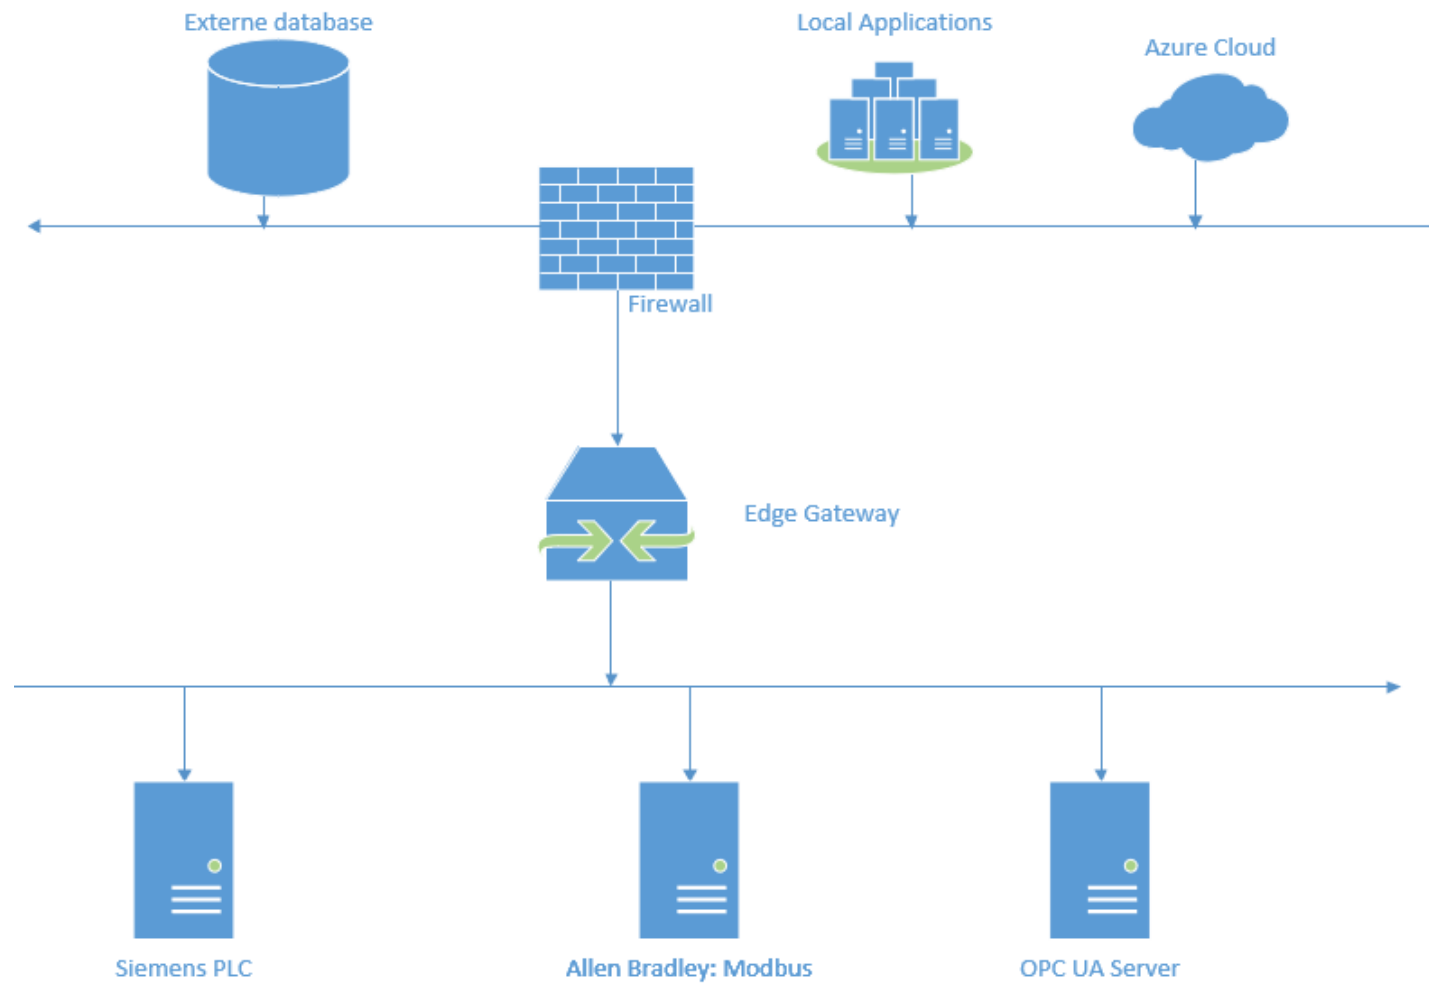 Externe database
Local Applications
Azure Cloud
Firewall
Edge Gateway
Siemens PLC
Allen Bradley: Modbus
OPC UA Server